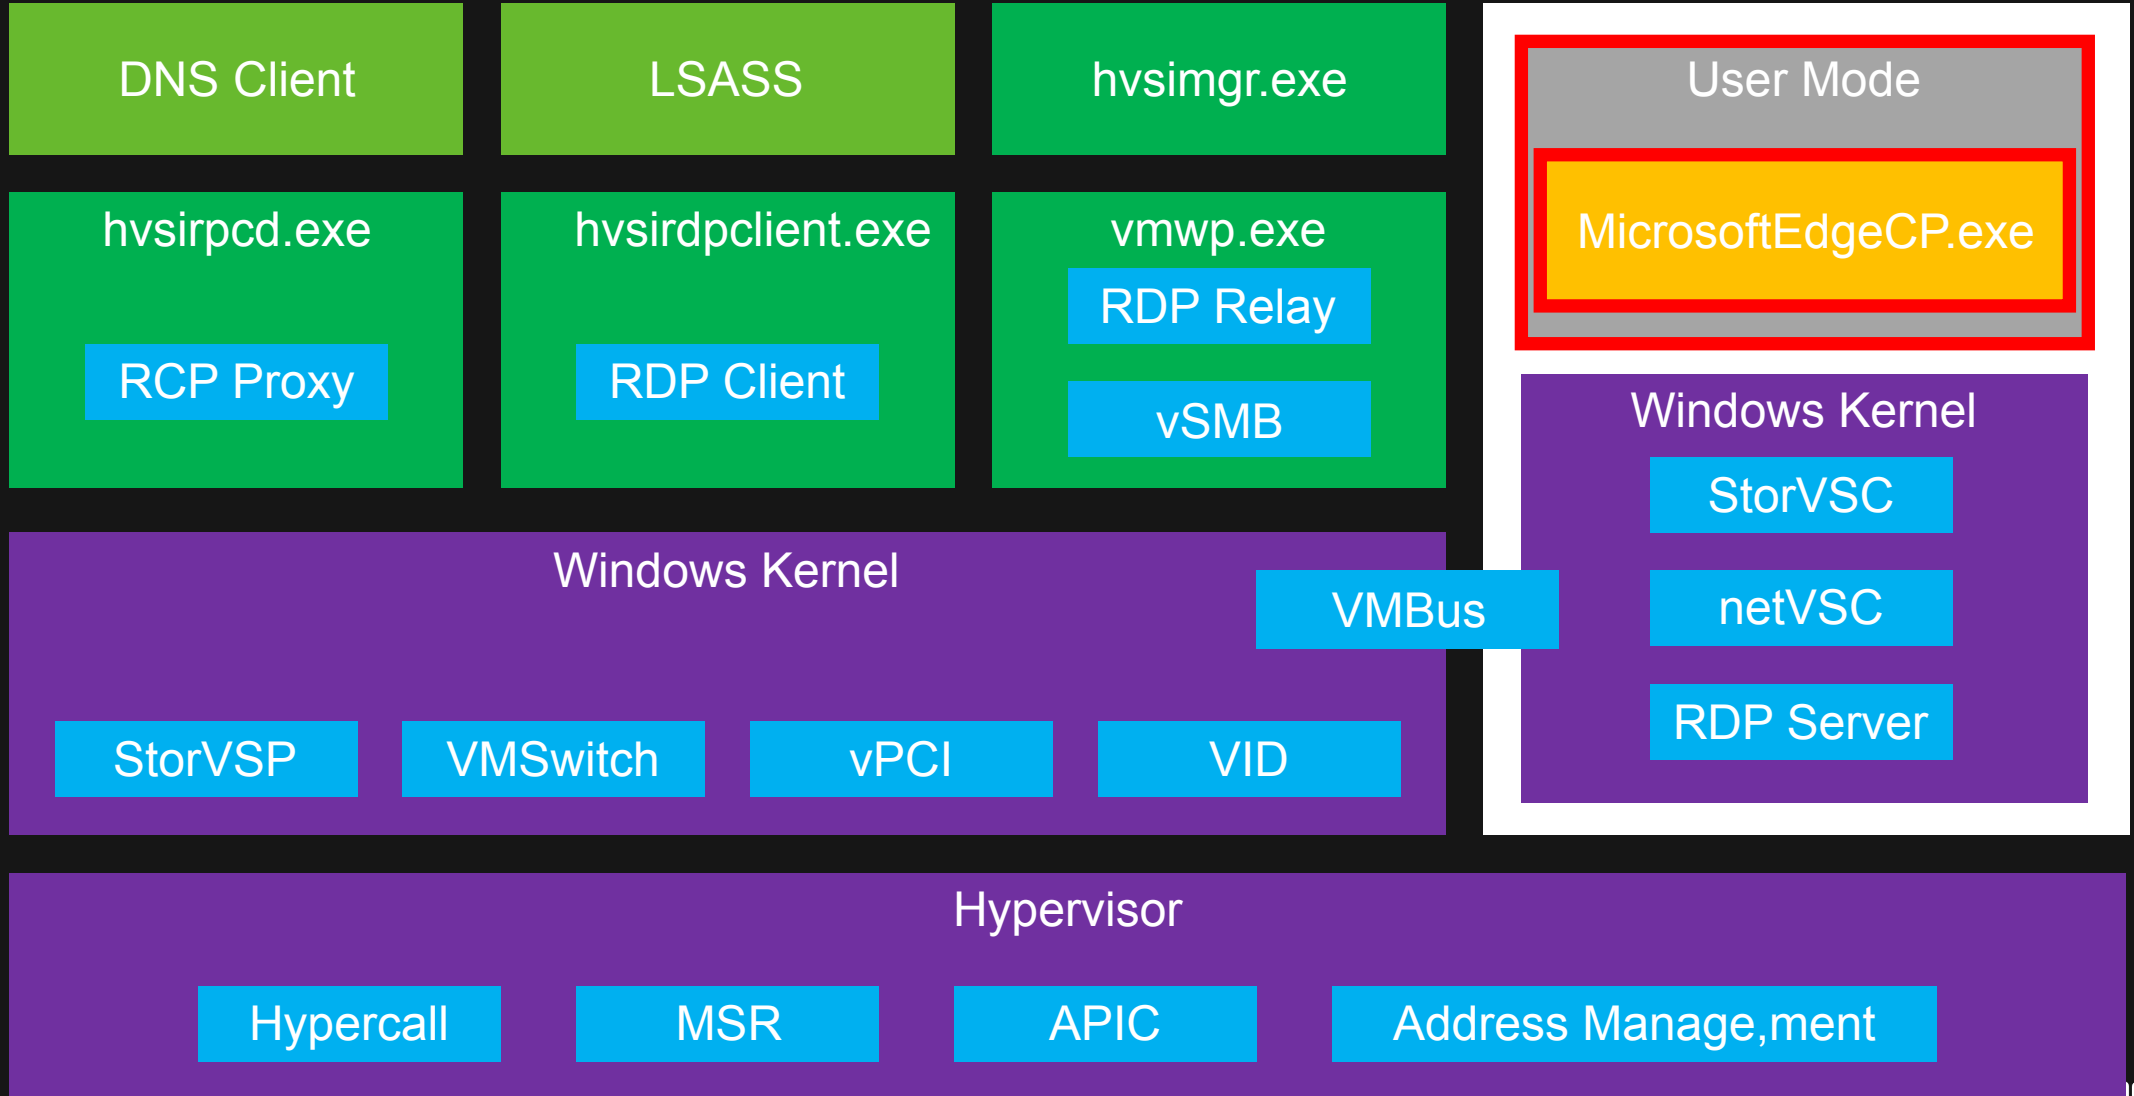 DNS Client
LSASS
hvsimgr.exe
User Mode
MicrosoftEdgeCP.exe
hvsirpcd.exe
RCP Proxy
hvsirdpclient.exe
RDP Client
vmwp.exe
RDP Relay
vSMB
Windows Kernel
StorVSC
netVSC
RDP Server
Windows Kernel
VMBus
StorVSP
VMSwitch
vPCI
VID
Hypervisor
Hypercall
MSR
APIC
Address Manage,ment